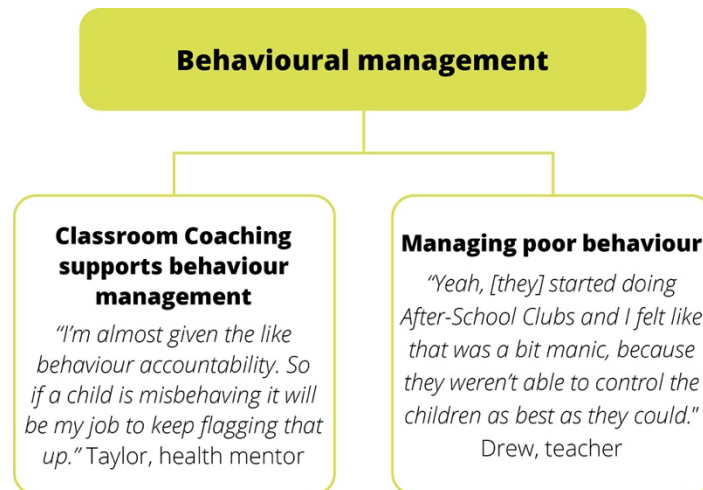 Behavioural management
Classroom Coaching
supports behaviour
management
“I’m almost given the like
behaviour accountability. So
if a child is misbehaving it will
be my job to keep flagging that
up.” Taylor, health mentor
Managing poor behaviour
“Yeah, [they] started doing
After-School Clubs and I felt like
that was a bit manic, because
they weren’t able to control the
children as best as they could."
Drew, teacher